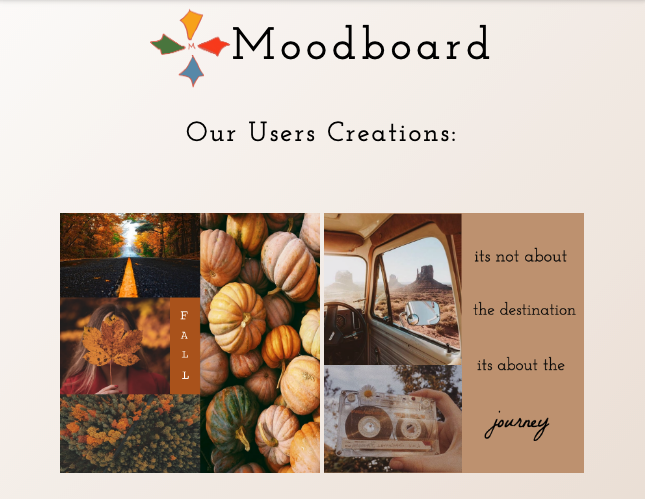 M
Moodboard
Our Users Creations:
F
A
L
L
its not about
the destination
its about the
journey